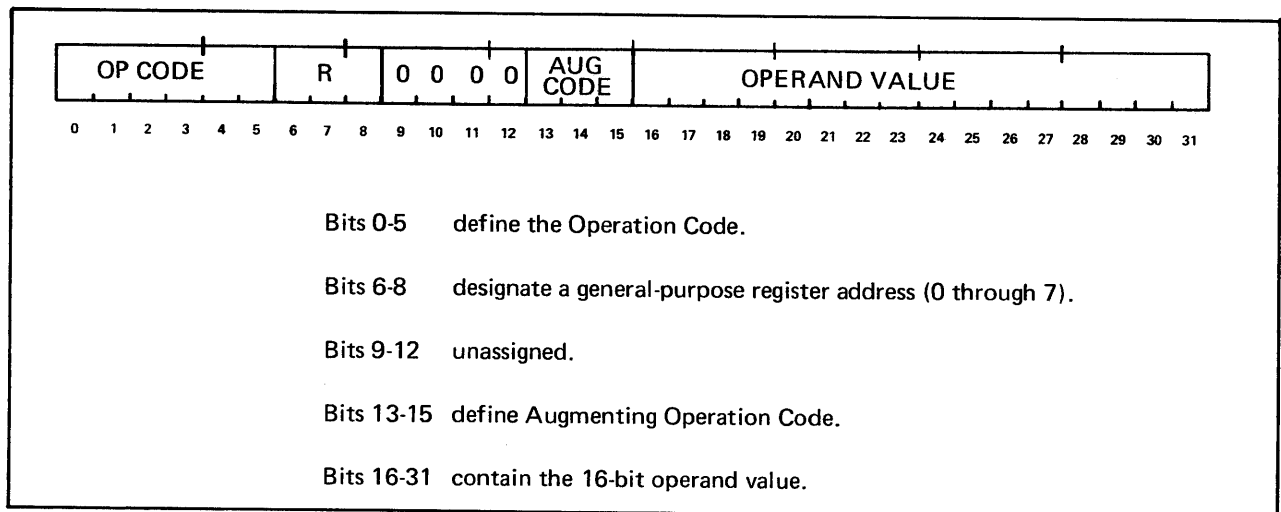 OP CODE R 0 0 0 0 AUG CODE OPERAND VALUE
0 1 2 3 4 5 6 7 8 9 10 11 12 13 14 15 16 17 18 19 20 21 22 23 24 25 26 27 28 29 30 31
Bits 0-5 define the Operation Code.
Bits 6-8 designate a general-purpose register address (0 through 7).
Bits 9-12 unassigned.
Bits 13-15 define Augmenting Operation Code.
Bits 16-31 contain the 16-bit operand value.